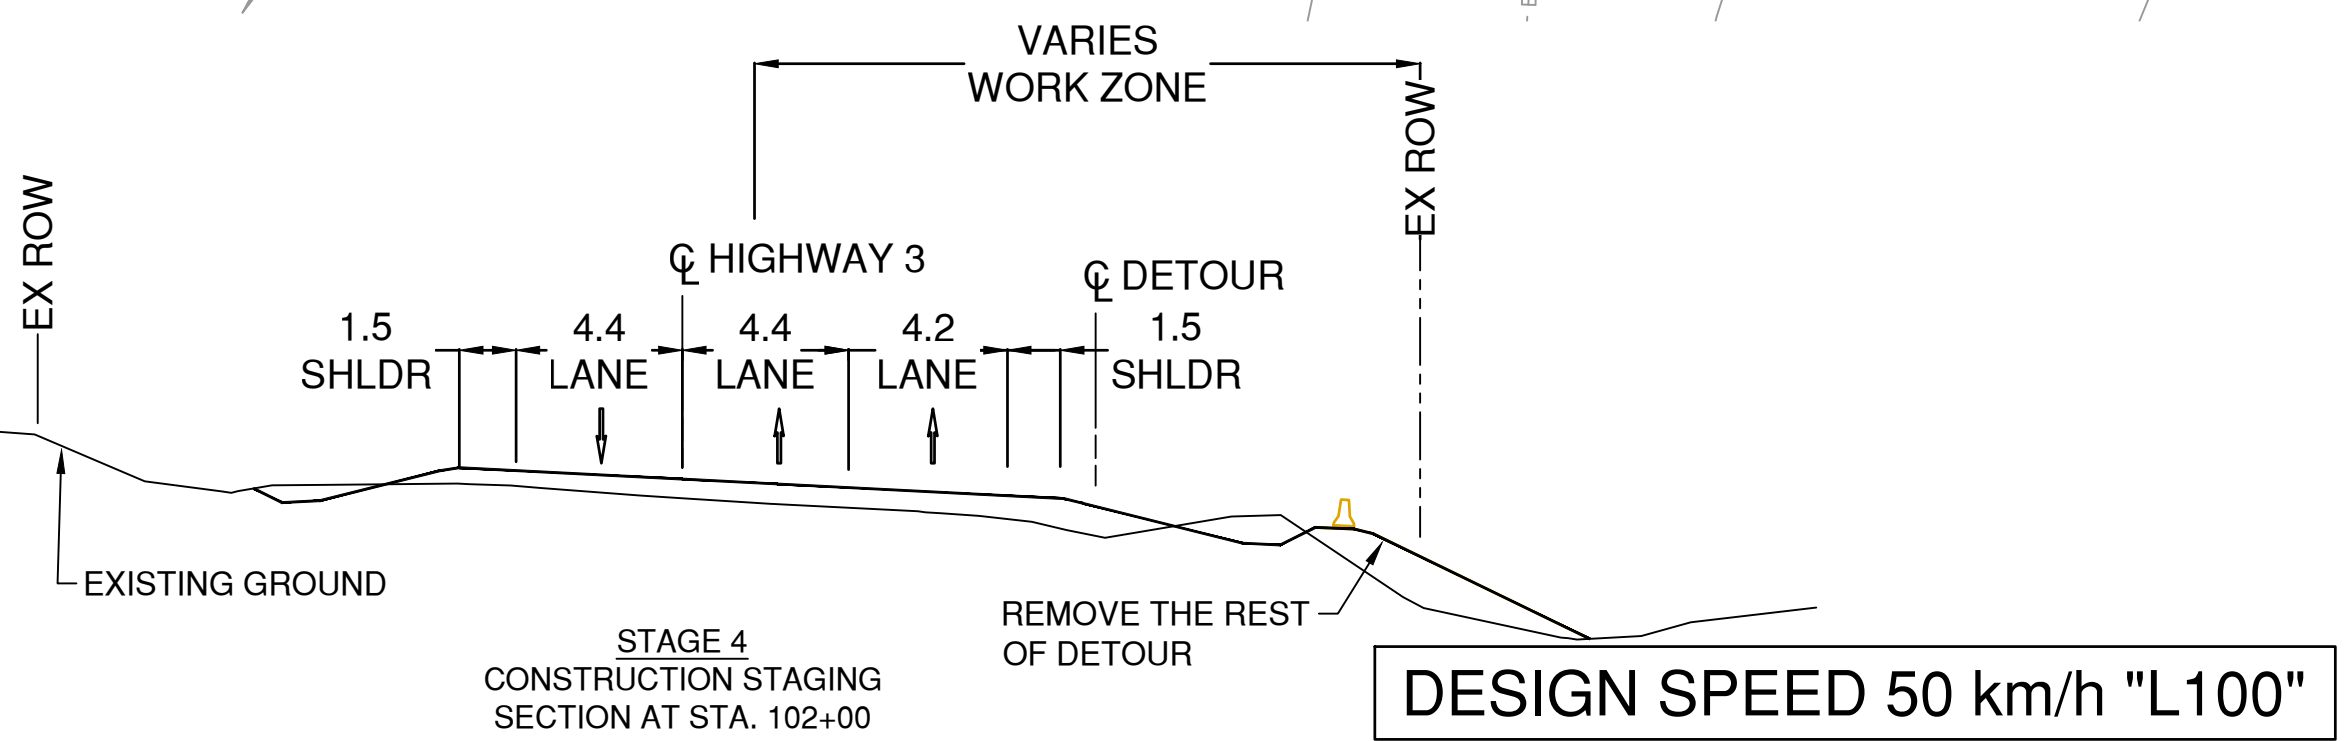 VARIES
WORK ZONE
EX ROW
EX ROW
℄ HIGHWAY 3
℄ DETOUR
1.5
SHLDR
4.4
LANE
4.4
LANE
4.2
LANE
1.5
SHLDR
EXISTING GROUND
REMOVE THE REST
OF DETOUR
STAGE 4
CONSTRUCTION STAGING
SECTION AT STA. 102+00
DESIGN SPEED 50 km/h "L100"